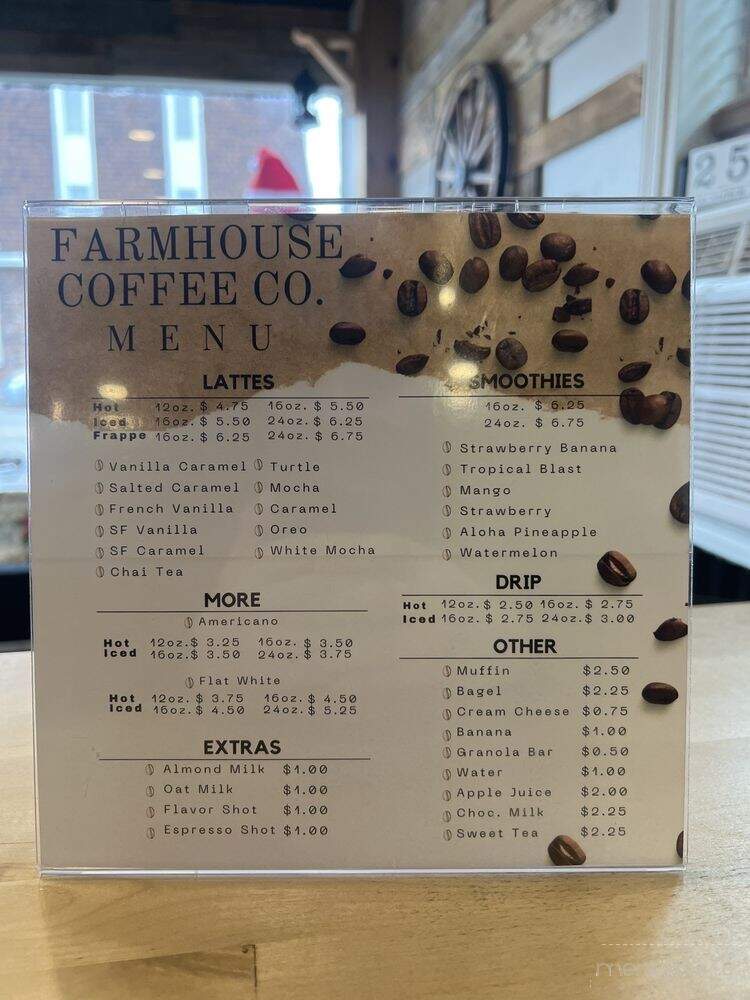 FARMHOUSE
COFFEE CO.
MENU
LATTES
Hot 12oz. $ 4.75 16oz. $ 5.50
Iced 16oz. $ 5.50 24oz. $ 6.25
Frappe 16oz. $ 6.25 24oz. $ 6.75
Vanilla Caramel Turtle
Salted Caramel Mocha
French Vanilla Caramel
SF Vanilla Oreo
SF Caramel White Mocha
Chai Tea
MORE
Americano
Hot 12oz.$ 3.25 16oz. $ 3.50
Iced 16oz.$ 3.50 24oz. $ 3.75
Flat White
Hot 12oz. $ 3.75 16oz. $ 4.50
Iced 16oz.$ 4.50 24oz.$ 5.25
EXTRAS
Almond Milk $1.00
Oat Milk $1.00
Flavor Shot $1.00
Espresso Shot $1.00
SMOOTHIES
16oz. $ 6.25
24oz. $ 6.75
Strawberry Banana
Tropical Blast
Mango
Strawberry
Aloha Pineapple
Watermelon
DRIP
Hot 12oz.$ 2.50 16oz. $ 2.75
Iced 16oz. $ 2.75 24oz.$ 3.00
OTHER
Muffin $2.50
Bagel $2.25
Cream Cheese $0.75
Banana $1.00
Granola Bar $0.50
Water $1.00
Apple Juice $2.00
Choc. Milk $2.25
Sweet Tea $2.25
25